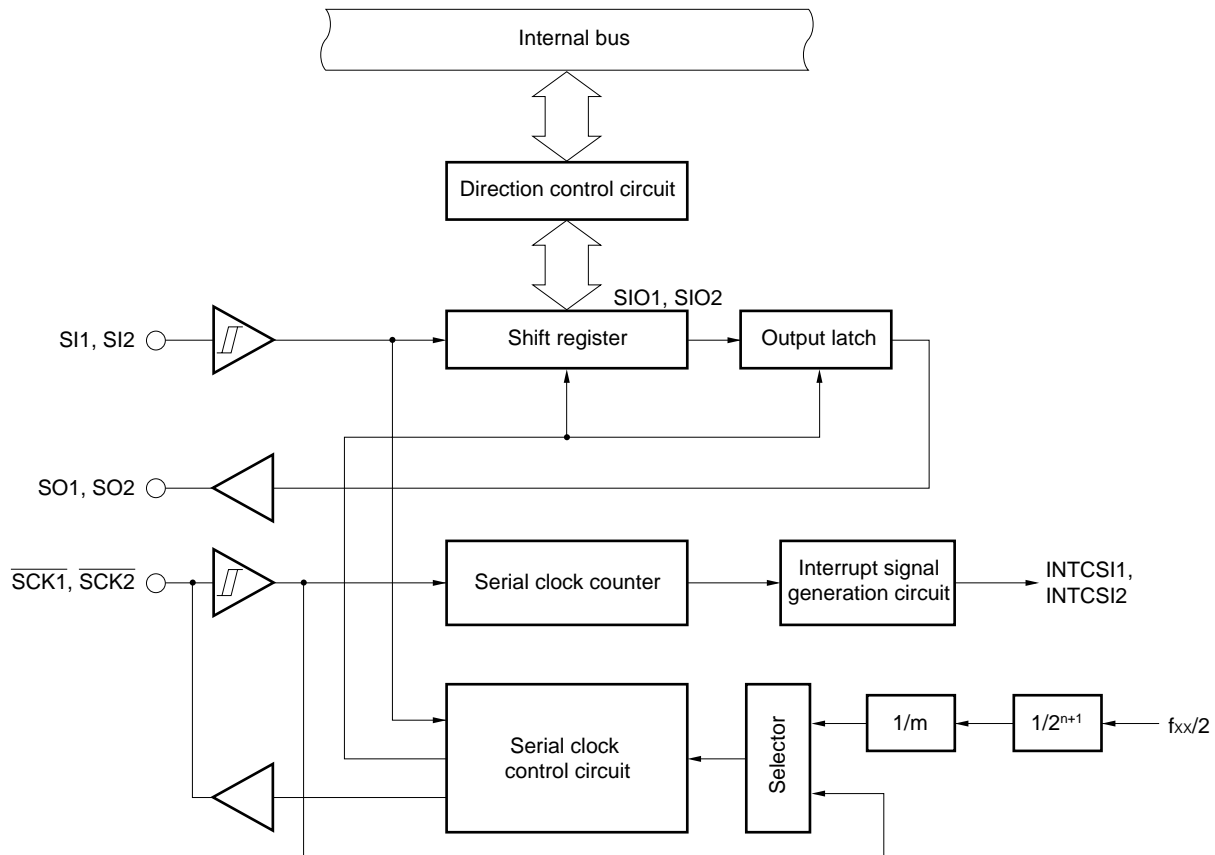 Internal bus
Direction control circuit
SIO1, SIO2
SI1, SI2
Shift register
Output latch
SO1, SO2
SCK1, SCK2
Serial clock counter
Interrupt signal
generation circuit
INTCSI1,
INTCSI2
Serial clock
control circuit
Selector
1/m
1/2ⁿ⁺¹
fxx/2